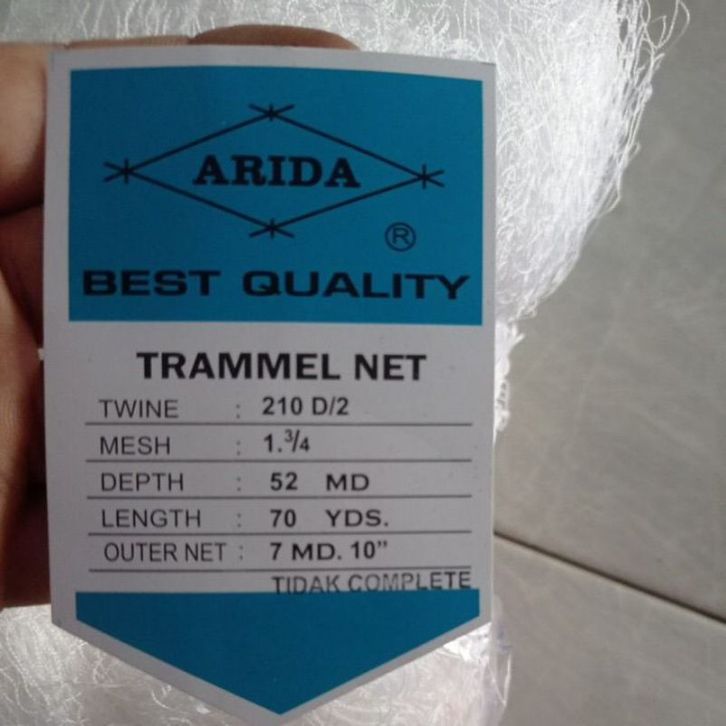 ARIDA
®
BEST QUALITY
TRAMMEL NET
TWINE : 210 D/2
MESH : 1.³/₄
DEPTH : 52 MD
LENGTH : 70 YDS.
OUTER NET : 7 MD. 10”
TIDAK COMPLETE